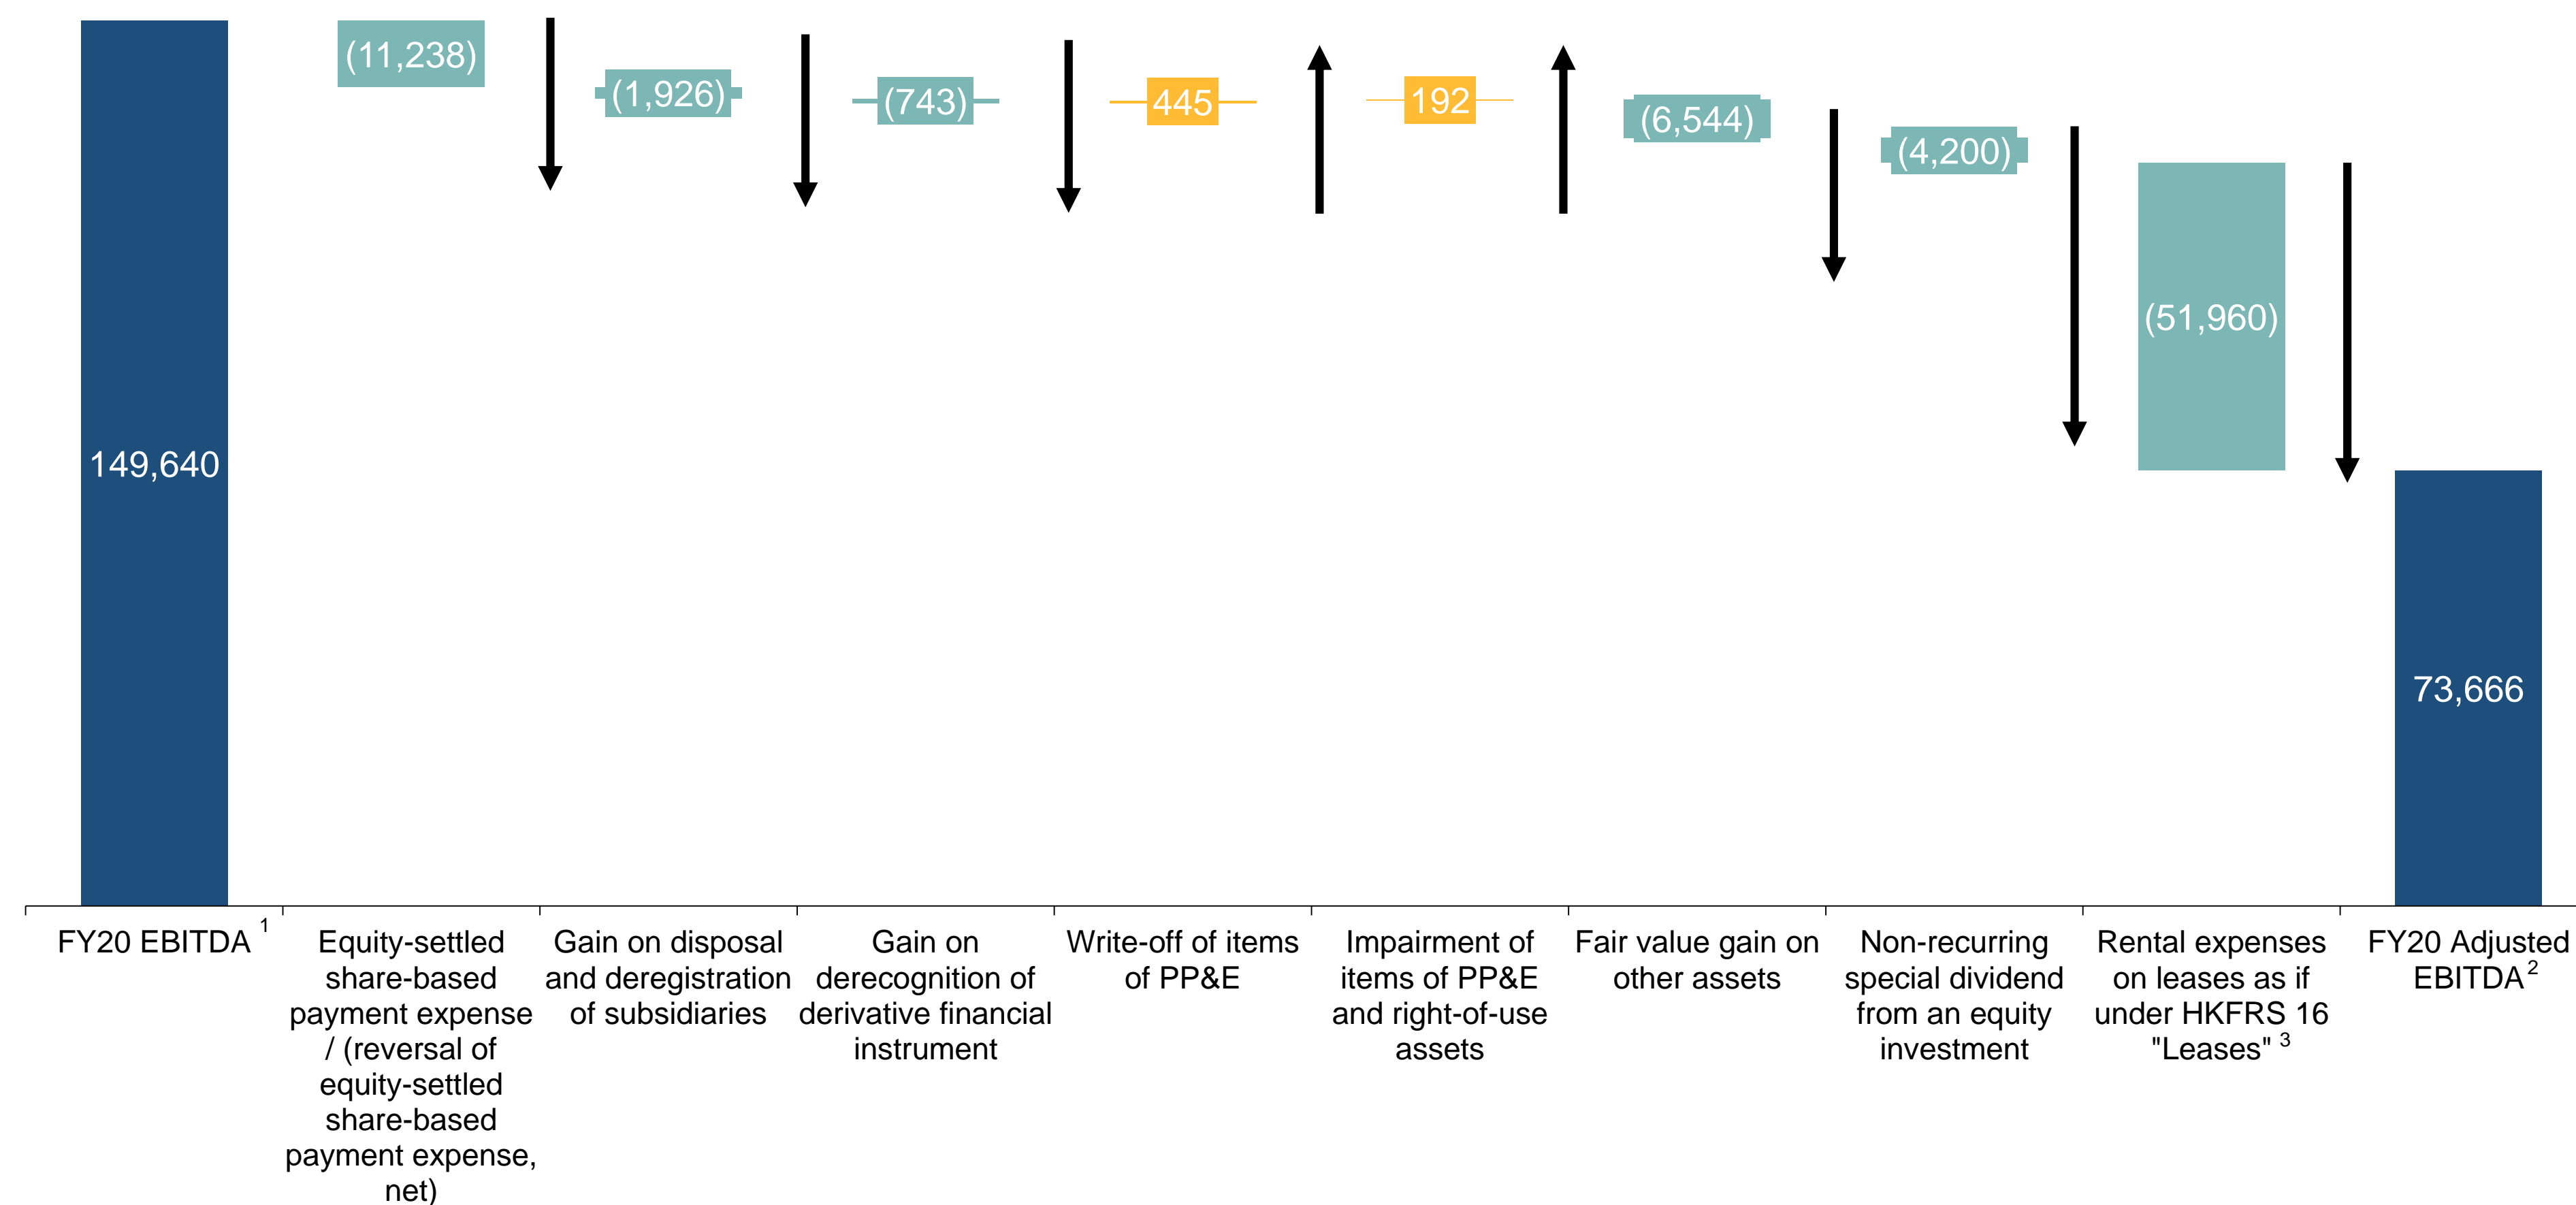 (11,238)
(1,926)
(743)
445
192
(6,544)
(4,200)
(51,960)
149,640
73,666
FY20 EBITDA 1
Equity-settled
share-based
payment expense
/ (reversal of
equity-settled
share-based
payment expense,
net)
Gain on disposal
and deregistration
of subsidiaries
Gain on
derecognition of
derivative financial
instrument
Write-off of items
of PP&E
Impairment of
items of PP&E
and right-of-use
assets
Fair value gain on
other assets
Non-recurring
special dividend
from an equity
investment
Rental expenses
on leases as if
under HKFRS 16
"Leases" 3
FY20 Adjusted
EBITDA 2